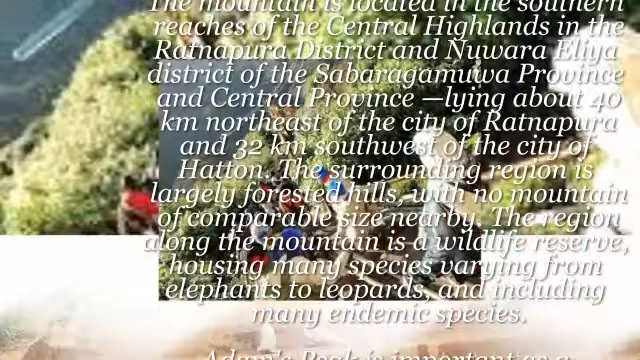 The mountain is located in the southern
reaches of the Central Highlands in the
Ratnapura District and Nuwara Eliya
district of the Sabaragamuwa Province
and Central Province —lying about 40
km northeast of the city of Ratnapura
and 32 km southwest of the city of
Hatton. The surrounding region is
largely forested hills, with no mountain
of comparable size nearby. The region
along the mountain is a wildlife reserve,
housing many species varying from
elephants to leopards, and including
many endemic species.
Adam's Peak is important as a